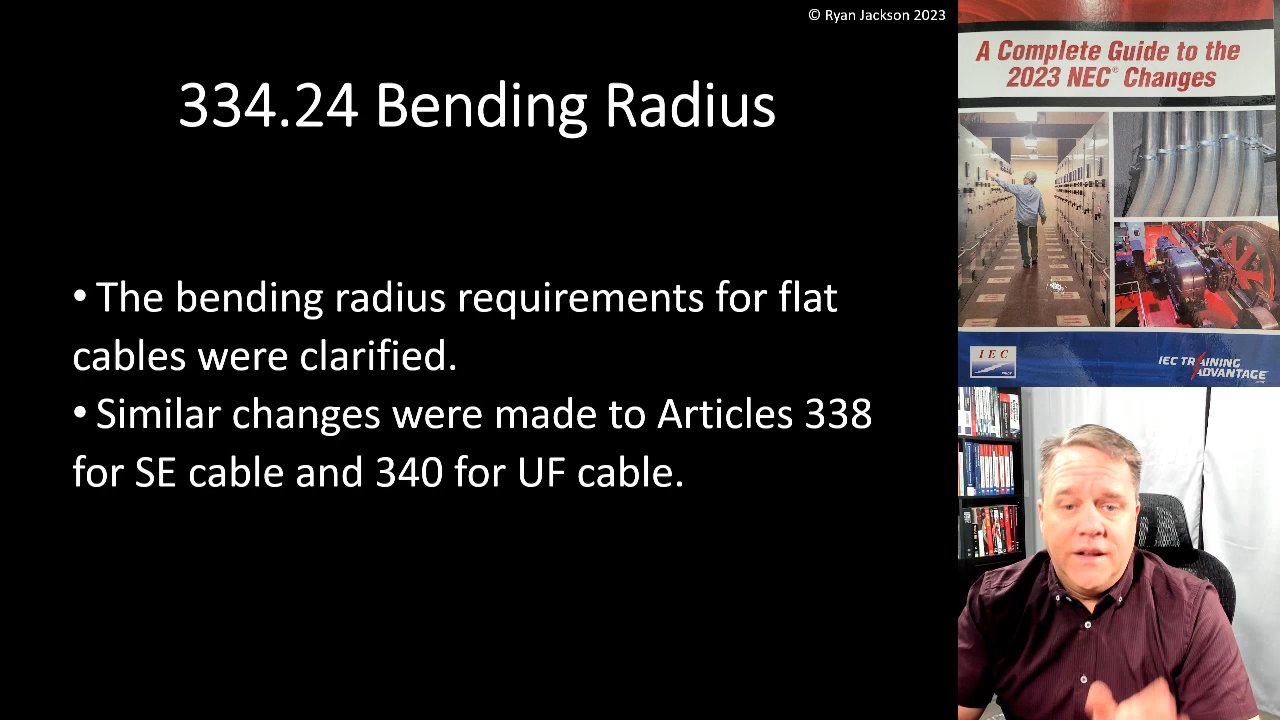 © Ryan Jackson 2023
334.24 Bending Radius
• The bending radius requirements for flat
cables were clarified.
• Similar changes were made to Articles 338
for SE cable and 340 for UF cable.
A Complete Guide to the
2023 NEC® Changes
IEC
IEC TRAINING
ADVANTAGE